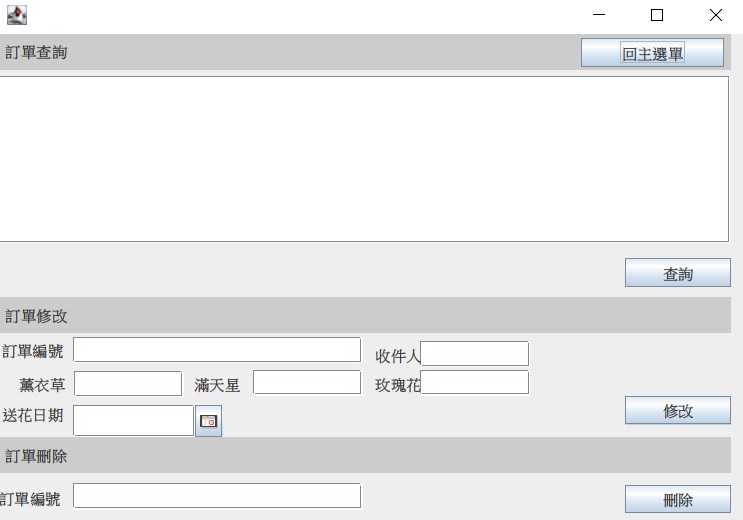 訂單查詢 回主選單
查詢
訂單修改
訂單編號 收件人
薰衣草 滿天星 玫瑰花
送花日期 修改
訂單刪除
訂單編號 刪除